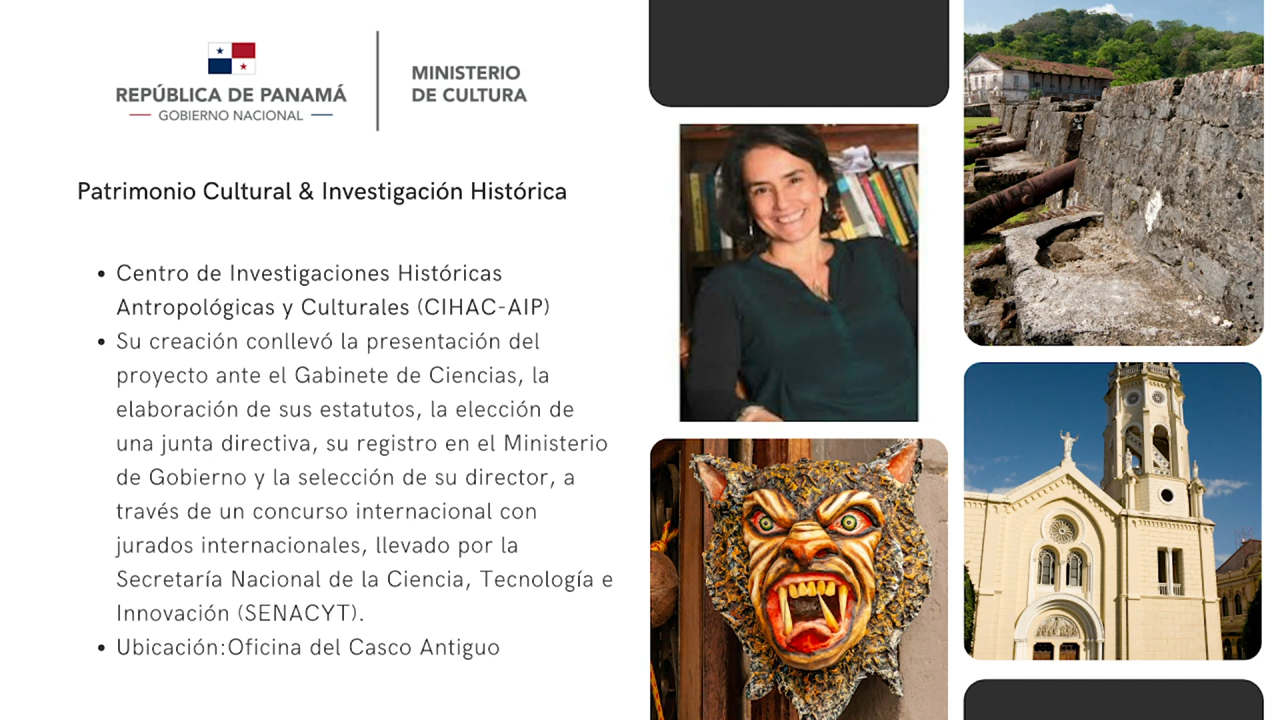 REPÚBLICA DE PANAMÁ
GOBIERNO NACIONAL
MINISTERIO
DE CULTURA
Patrimonio Cultural & Investigación Histórica
• Centro de Investigaciones Históricas
Antropológicas y Culturales (CIHAC-AIP)
• Su creación conllevó la presentación del
proyecto ante el Gabinete de Ciencias, la
elaboración de sus estatutos, la elección de
una junta directiva, su registro en el Ministerio
de Gobierno y la selección de su director, a
través de un concurso internacional con
jurados internacionales, llevado por la
Secretaría Nacional de la Ciencia, Tecnología e
Innovación (SENACYT).
• Ubicación:Oficina del Casco Antiguo